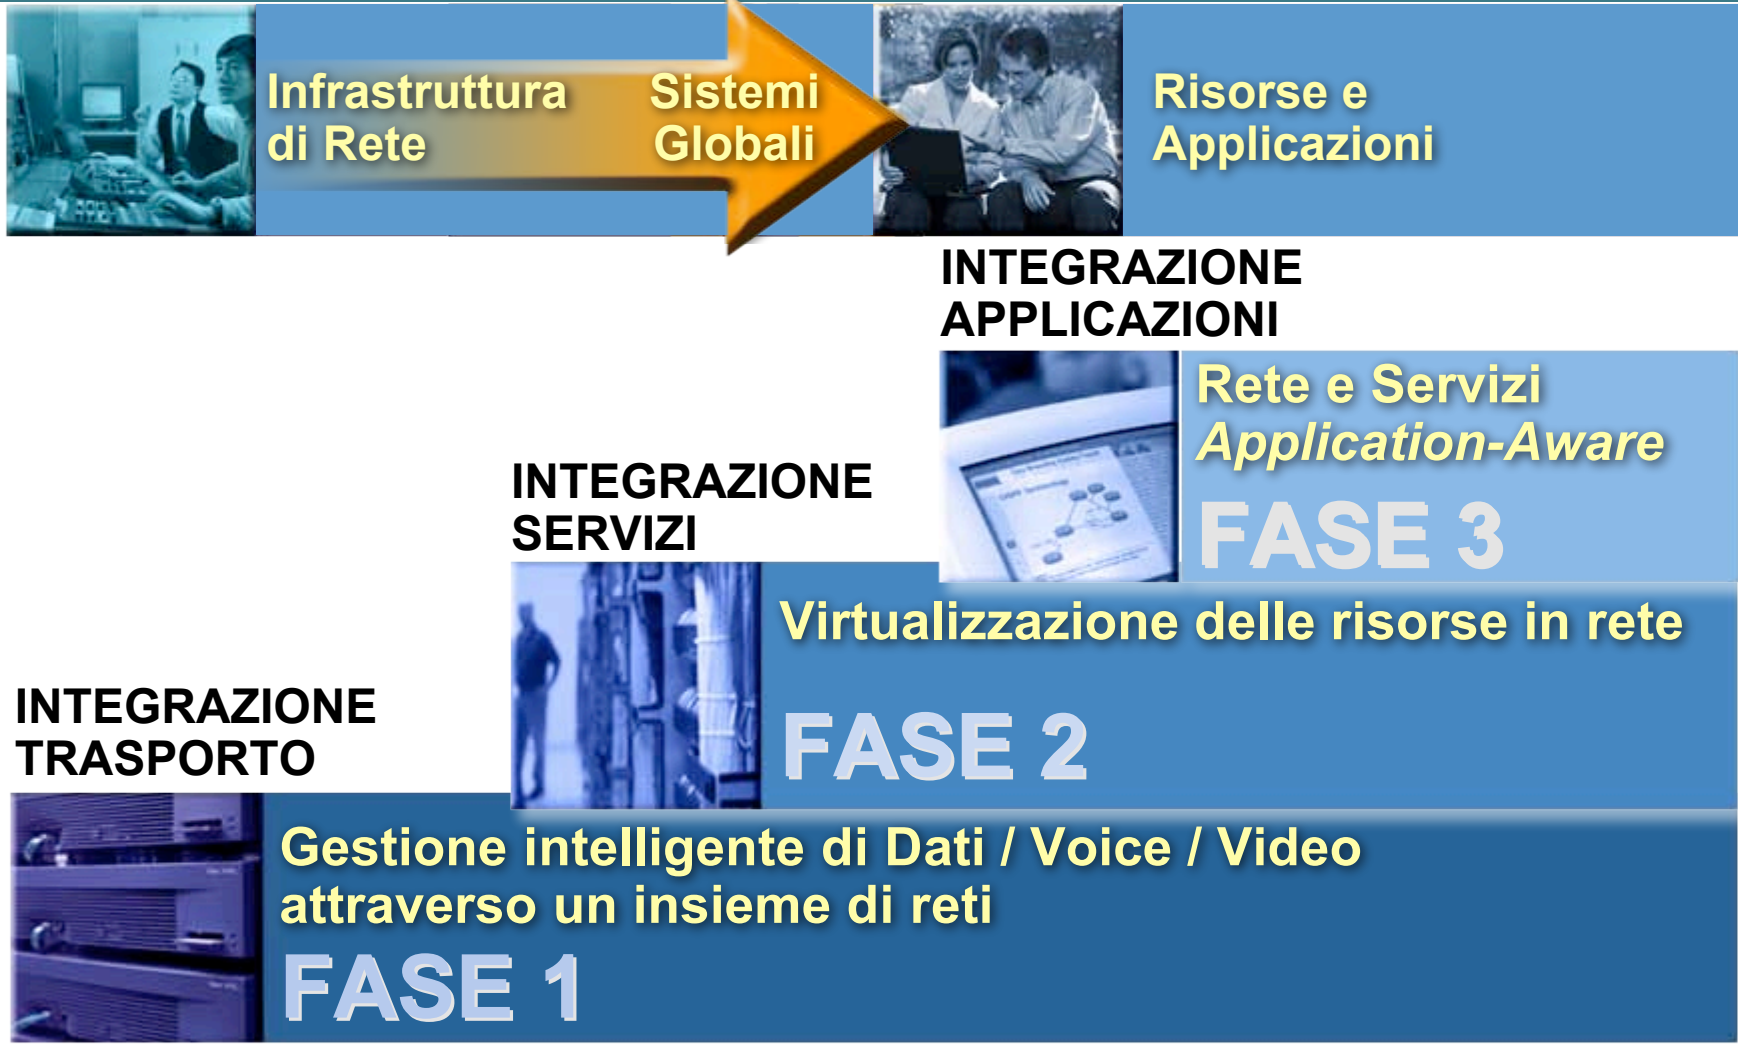 Infrastruttura
di Rete
Sistemi
Globali
Risorse e
Applicazioni
INTEGRAZIONE
APPLICAZIONI
Rete e Servizi
Application-Aware
FASE 3
INTEGRAZIONE
SERVIZI
Virtualizzazione delle risorse in rete
FASE 2
INTEGRAZIONE
TRASPORTO
Gestione intelligente di Dati / Voice / Video
attraverso un insieme di reti
FASE 1